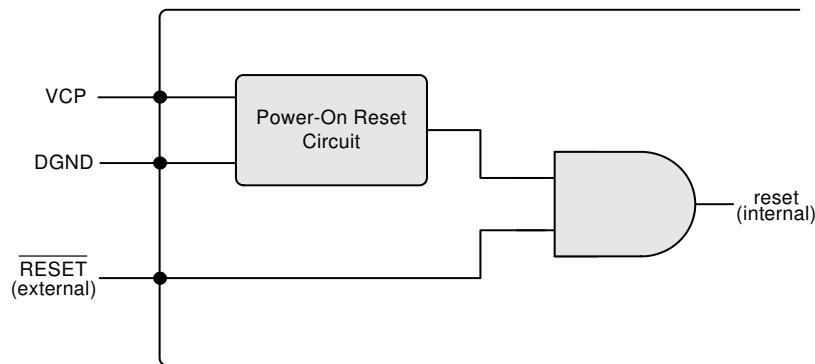 VCP
Power-On Reset
Circuit
DGND
reset
(internal)
RESET
(external)